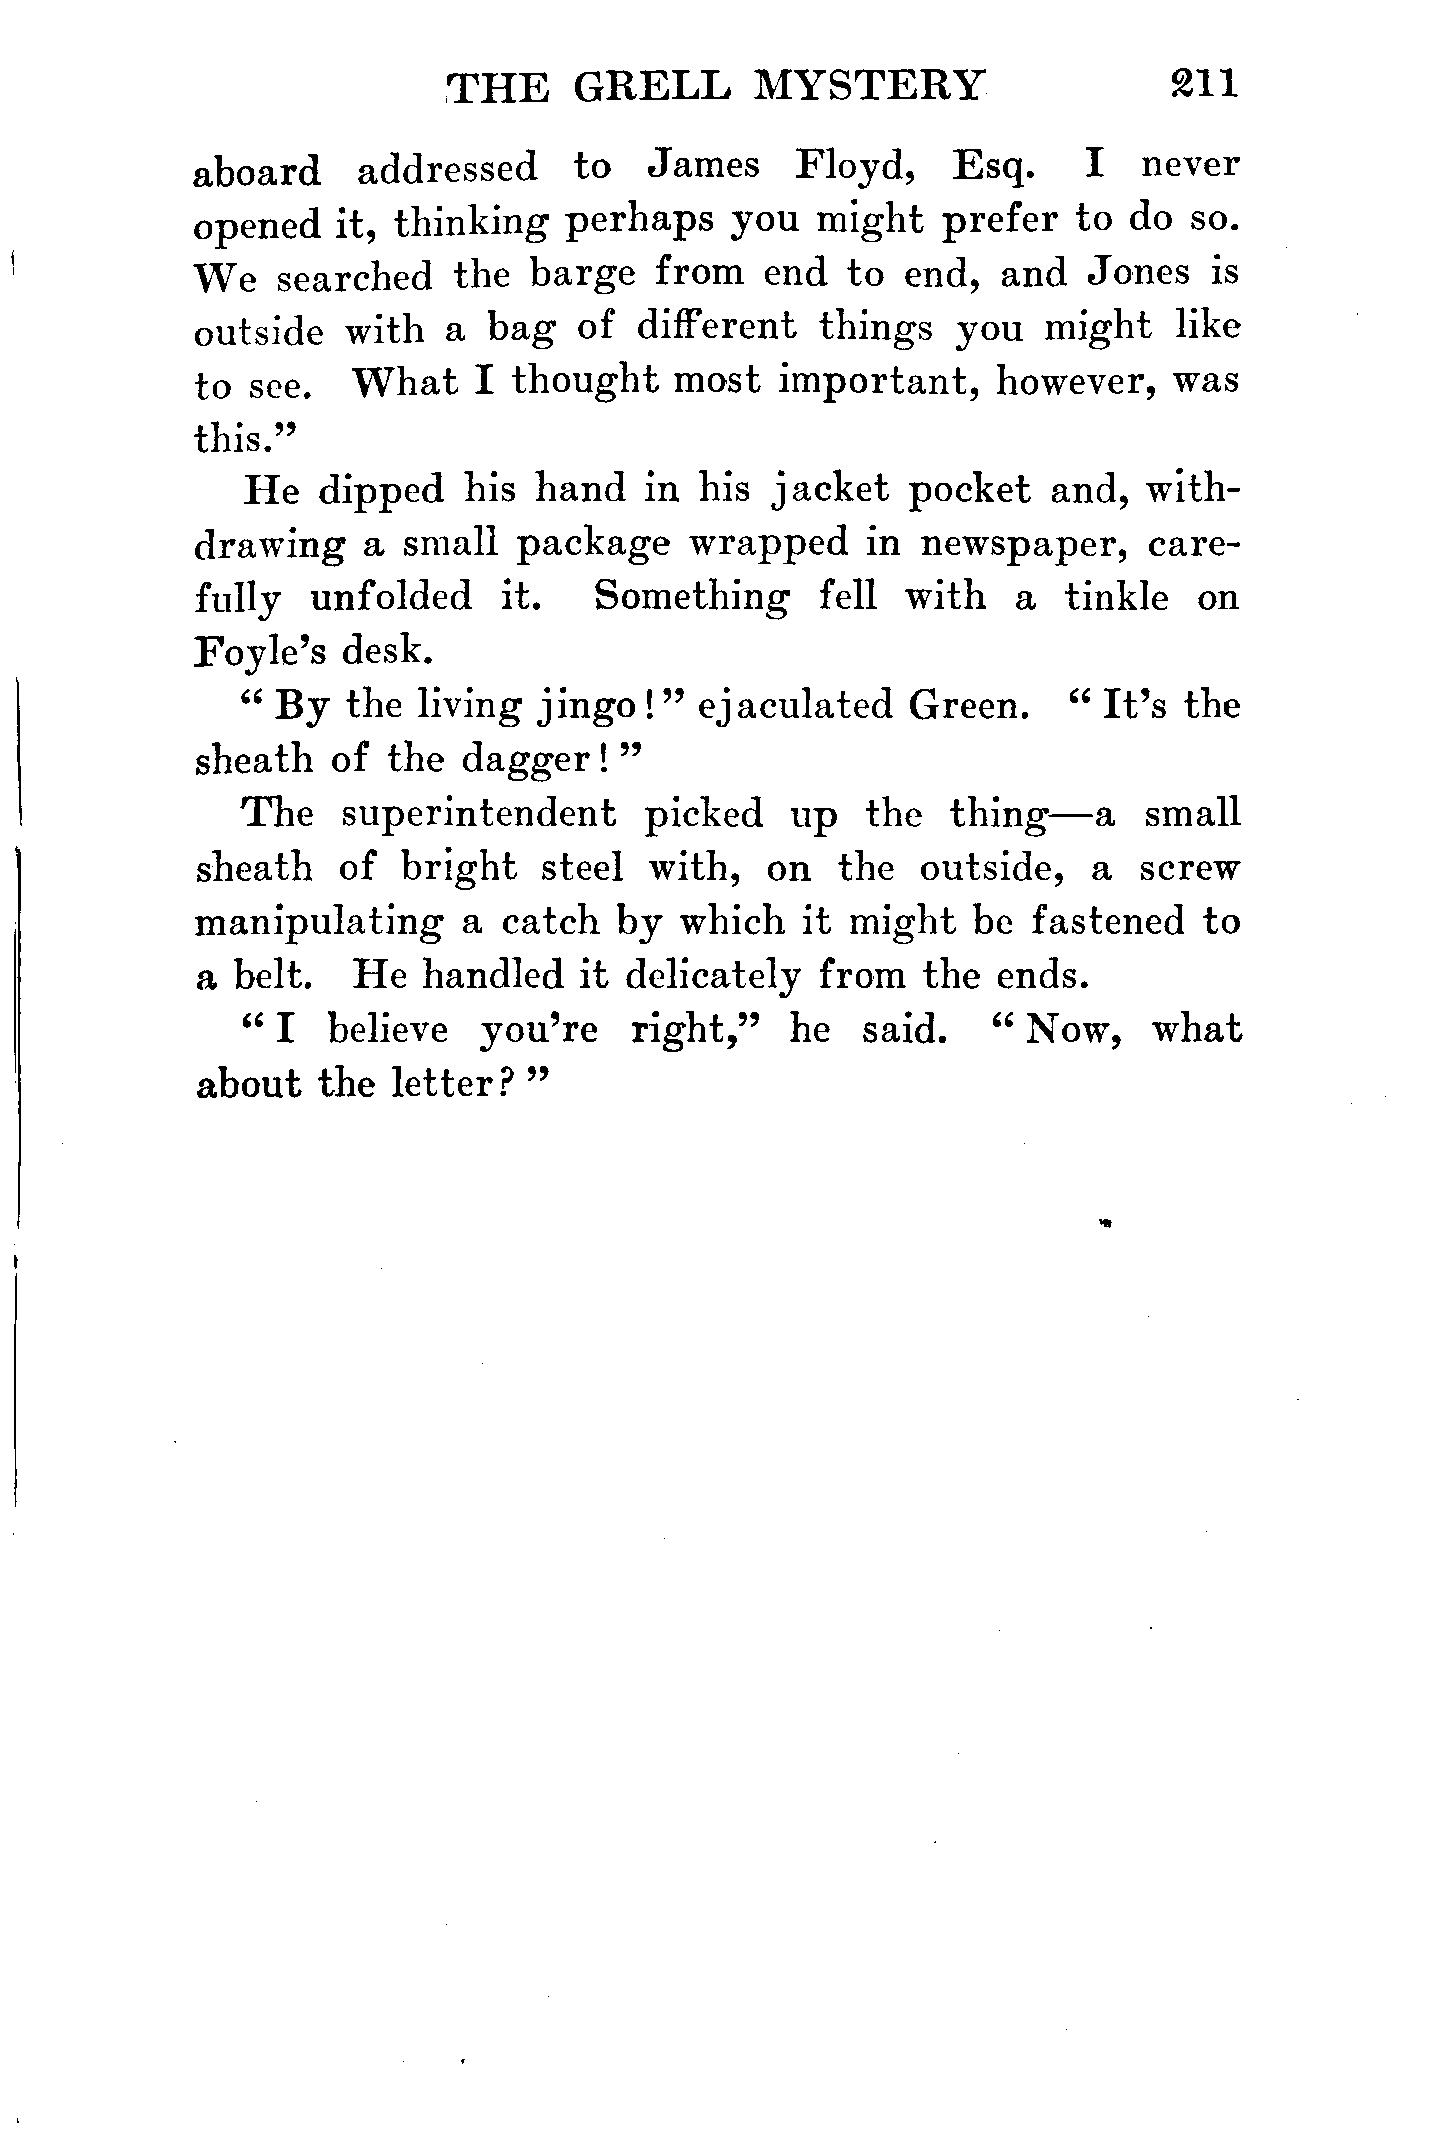 THE GRELL MYSTERY 211
aboard addressed to James Floyd, Esq. I never
opened it, thinking perhaps you might prefer to do so.
We searched the barge from end to end, and Jones is
outside with a bag of different things you might like
to see. What I thought most important, however, was
this.”
He dipped his hand in his jacket pocket and, with-
drawing a small package wrapped in newspaper, care-
fully unfolded it. Something fell with a tinkle on
Foyle’s desk.
“ By the living jingo!” ejaculated Green. “ It’s the
sheath of the dagger! ”
The superintendent picked up the thing—a small
sheath of bright steel with, on the outside, a screw
manipulating a catch by which it might be fastened to
a belt. He handled it delicately from the ends.
“ I believe you’re right,” he said. “ Now, what
about the letter? ”